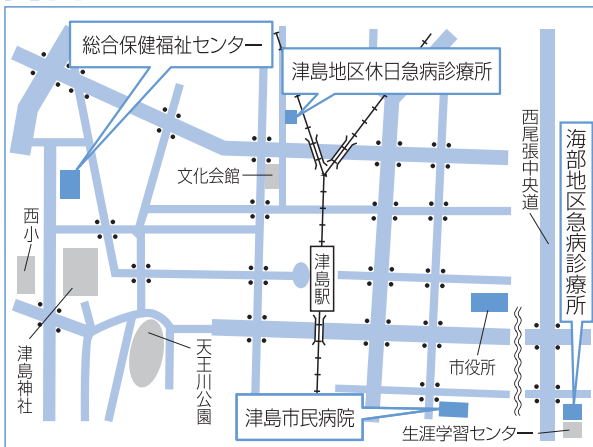 総合保健福祉センター
津島地区休日急病診療所
西尾張中央道
海部地区急病診療所
文化会館
西小
津島駅
津島神社
天王川公園
市役所
津島市民病院
生涯学習センター